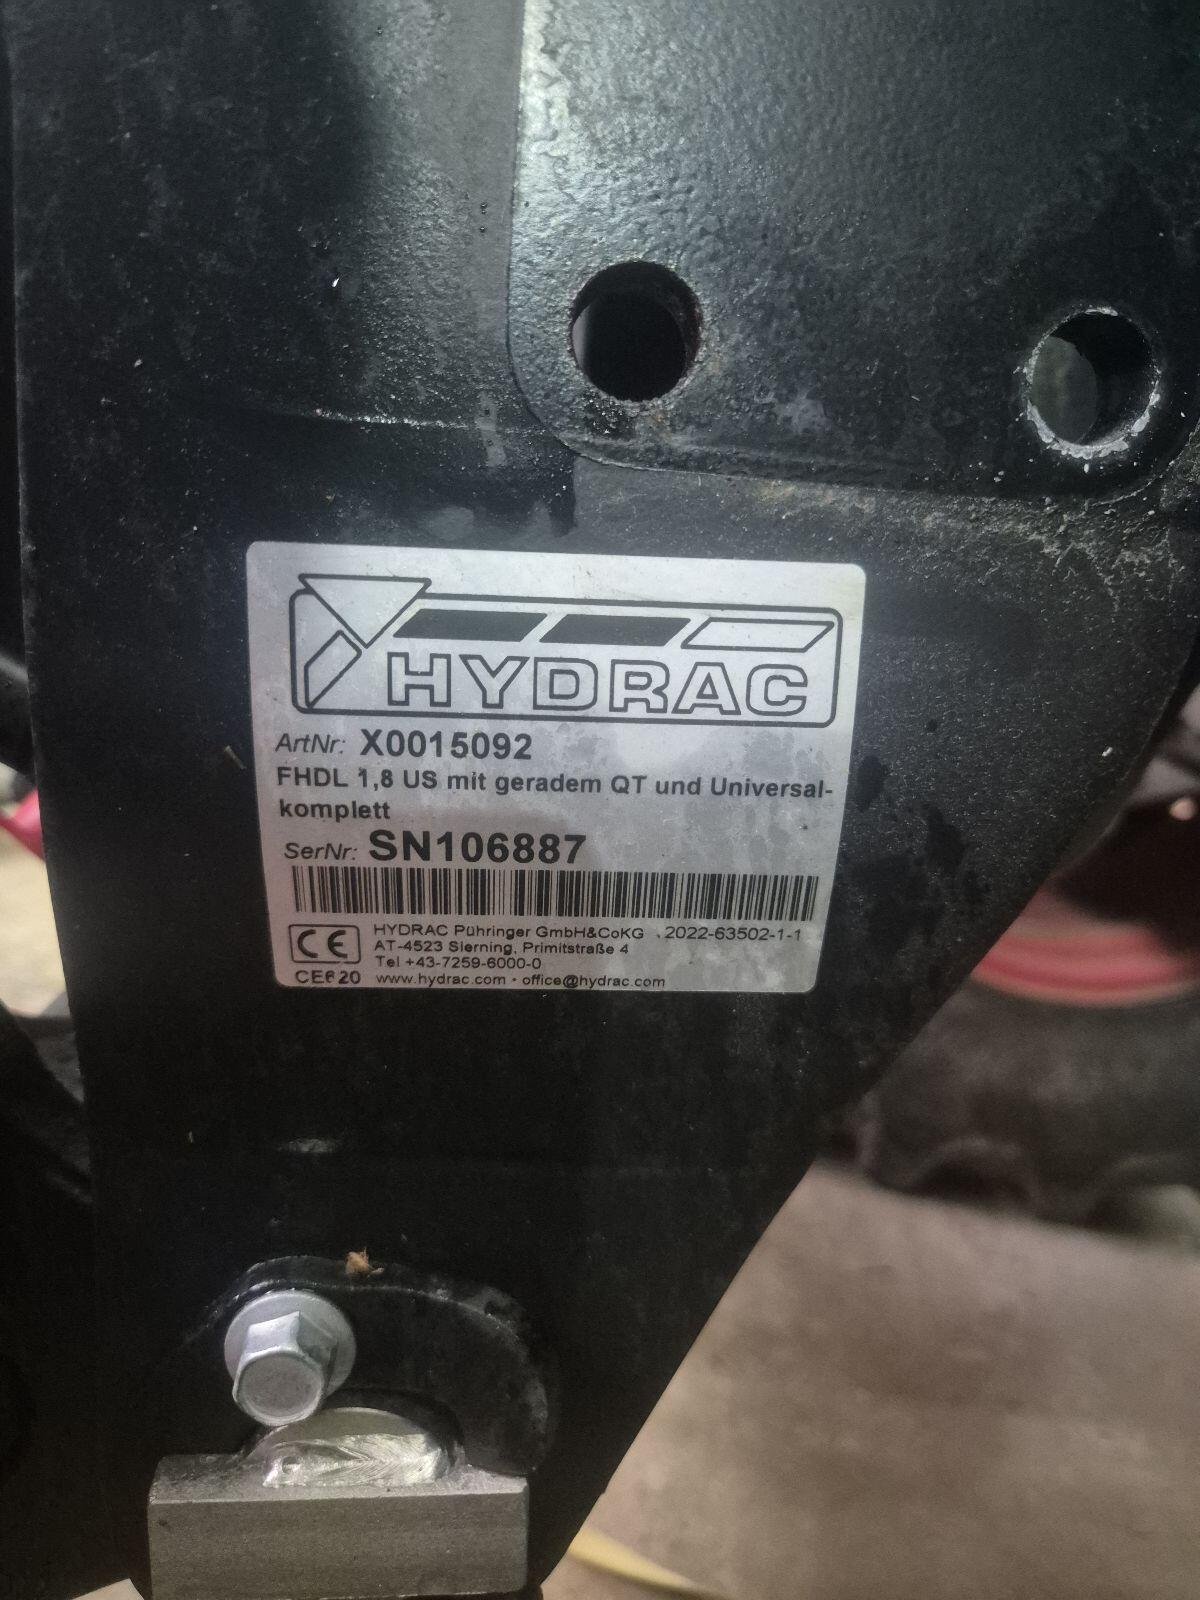 HYDRAC
ArtNr: X0015092
FHDL 1,8 US mit geradem QT und Universal-
komplett
SerNr: SN106887
CE HYDRAC Pühringer GmbH&CoKG 2022-63502-1-1
AT-4523 Sierning, Primitstraße 4
Tel +43-7259-6000-0
www.hydrac.com • office@hydrac.com